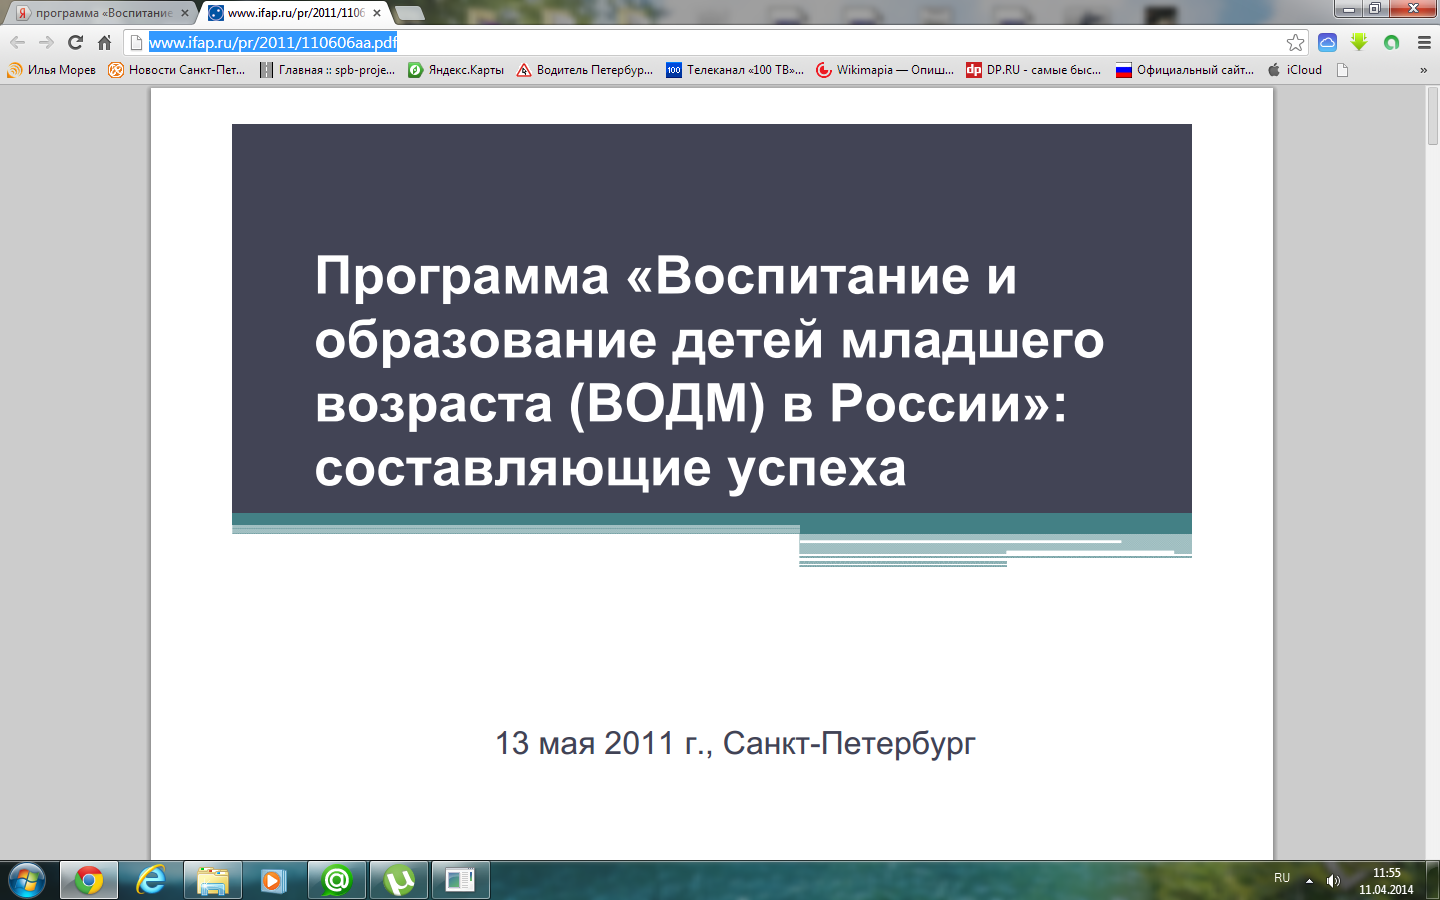 программа «Воспитание
www.ifap.ru/pr/2011/1106
www.ifap.ru/pr/2011/110606aa.pdf
Илья Морев
Новости Санкт-Пет...
Главная :: spb-proje...
Яндекс.Карты
Водитель Петербур...
100
Телеканал «100 ТВ»...
Wikimapia — Опиш...
dp
DP.RU - самые быс...
Официальный сайт...
iCloud
»
Программа «Воспитание и
образование детей младшего
возраста (ВОДМ) в России»:
составляющие успеха
13 мая 2011 г., Санкт-Петербург
RU
11:55
11.04.2014